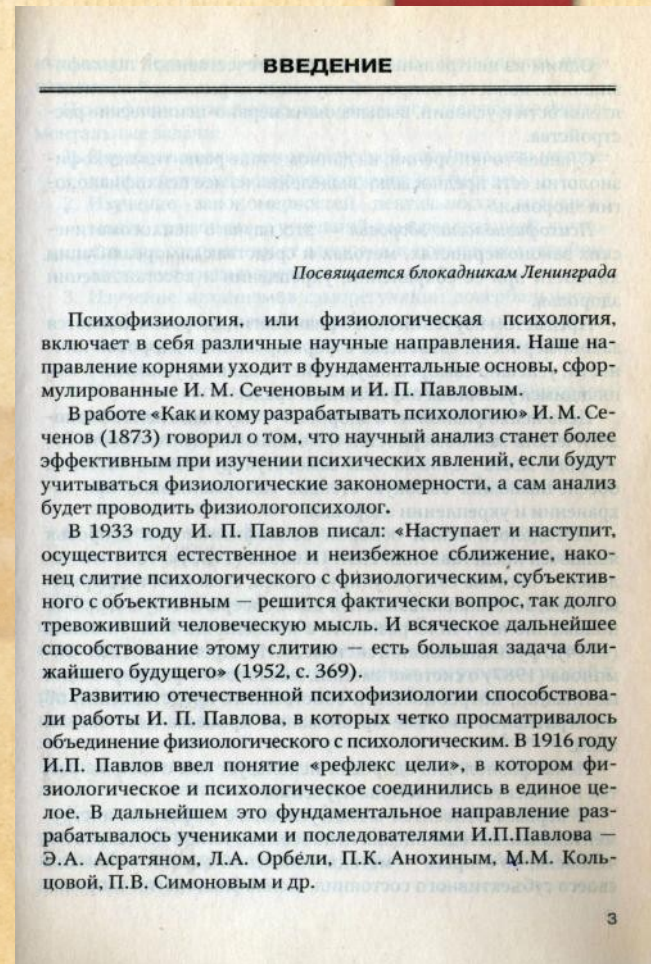 ВВЕДЕНИЕ
Посвящается блокадникам Ленинграда
Психофизиология, или физиологическая психология,
включает в себя различные научные направления. Наше на-
правление корнями уходит в фундаментальные основы, сфор-
мулированные И. М. Сеченовым и И. П. Павловым.
В работе «Как и кому разрабатывать психологию» И. М. Се-
ченов (1873) говорил о том, что научный анализ станет более
эффективным при изучении психических явлений, если будут
учитываться физиологические закономерности, а сам анализ
будет проводить физиологопсихолог.
В 1933 году И. П. Павлов писал: «Наступает и наступит,
осуществится естественное и неизбежное сближение, нако-
нец слитие психологического с физиологическим, субъектив-
ного с объективным — решится фактически вопрос, так долго
тревоживший человеческую мысль. И всяческое дальнейшее
способствование этому слитию — есть большая задача бли-
жайшего будущего» (1952, с. 369).
Развитию отечественной психофизиологии способствова-
ли работы И. П. Павлова, в которых четко просматривалось
объединение физиологического с психологическим. В 1916 году
И.П. Павлов ввел понятие «рефлекс цели», в котором фи-
зиологическое и психологическое соединились в единое це-
лое. В дальнейшем это фундаментальное направление раз-
рабатывалось учениками и последователями И.П.Павлова —
Э.А. Асратяном, Л.А. Орбели, П.К. Анохиным, М.М. Коль-
цовой, П.В. Симоновым и др.
3